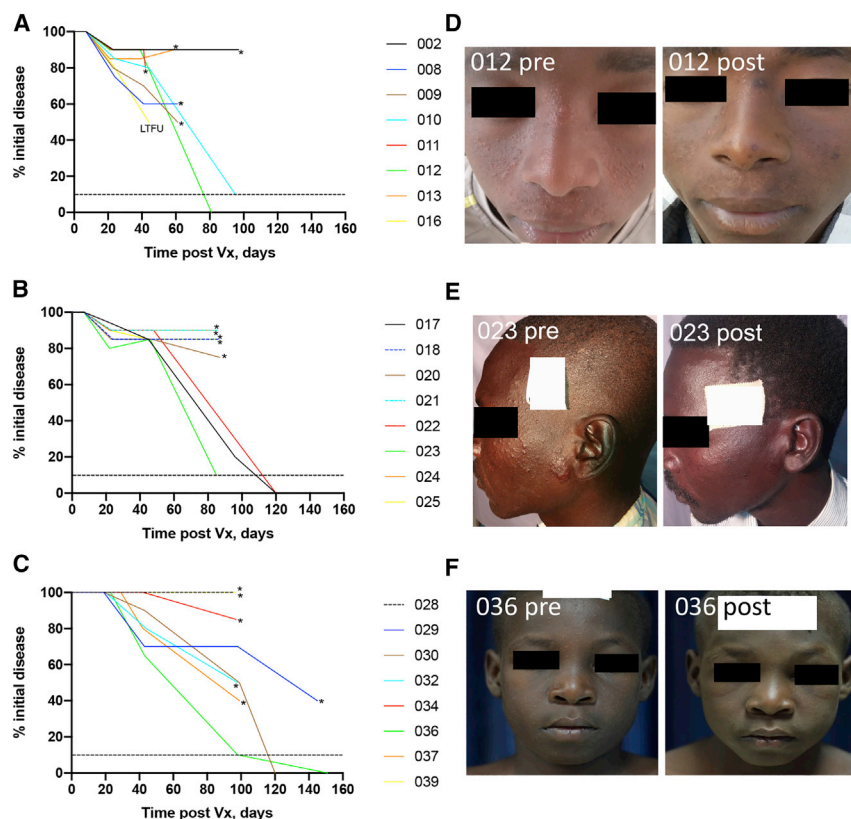 A
% initial disease
100
80
60
40
20
0
LTFU
*
*
*
*
*
0 20 40 60 80 100 120 140 160
Time post Vx, days
002
008
009
010
011
012
013
016
D
012 pre
012 post
B
% initial disease
100
80
60
40
20
0
*
*
*
*
*
0 20 40 60 80 100 120 140 160
Time post Vx, days
017
018
020
021
022
023
024
025
E
023 pre
023 post
C
% initial disease
100
80
60
40
20
0
*
*
*
*
*
*
0 20 40 60 80 100 120 140 160
Time post Vx, days
028
029
030
032
034
036
037
039
F
036 pre
036 post